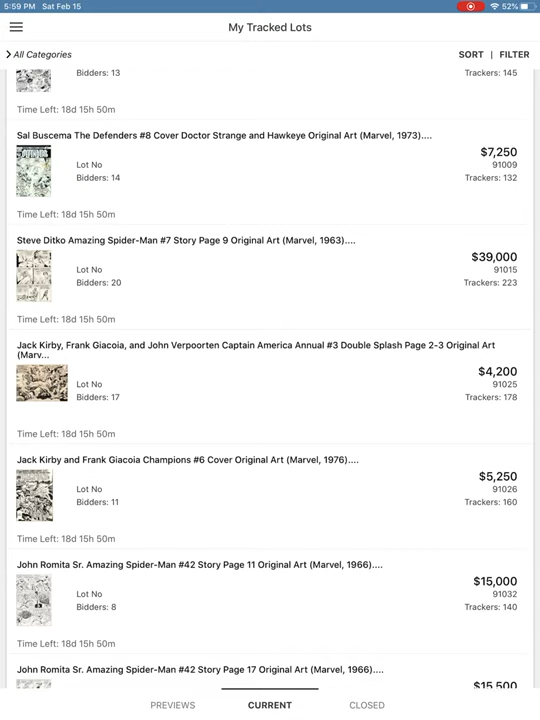 5:59 PM Sat Feb 15 52%
My Tracked Lots
All Categories SORT | FILTER
Bidders: 13 Trackers: 145
Time Left: 18d 15h 50m
Sal Buscema The Defenders #8 Cover Doctor Strange and Hawkeye Original Art (Marvel, 1973)....
$7,250
Lot No 91009
Bidders: 14 Trackers: 132
Time Left: 18d 15h 50m
Steve Ditko Amazing Spider-Man #7 Story Page 9 Original Art (Marvel, 1963)....
$39,000
Lot No 91015
Bidders: 20 Trackers: 223
Time Left: 18d 15h 50m
Jack Kirby, Frank Giacoia, and John Verpoorten Captain America Annual #3 Double Splash Page 2-3 Original Art
(Marv...
$4,200
Lot No 91025
Bidders: 17 Trackers: 178
Time Left: 18d 15h 50m
Jack Kirby and Frank Giacoia Champions #6 Cover Original Art (Marvel, 1976)....
$5,250
Lot No 91026
Bidders: 11 Trackers: 160
Time Left: 18d 15h 50m
John Romita Sr. Amazing Spider-Man #42 Story Page 11 Original Art (Marvel, 1966)....
$15,000
Lot No 91032
Bidders: 8 Trackers: 140
Time Left: 18d 15h 50m
John Romita Sr. Amazing Spider-Man #42 Story Page 17 Original Art (Marvel, 1966)....
$15,500
PREVIEWS CURRENT CLOSED